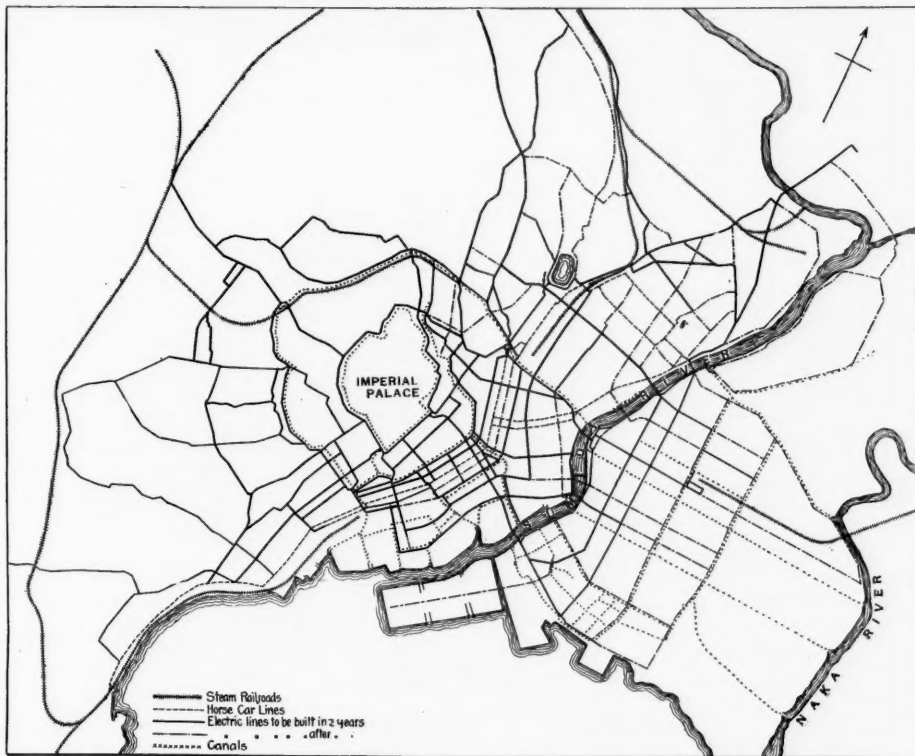 IMPERIAL
PALACE
RIVER
NAKA RIVER
Steam Railroads
Horse Car Lines
Electric lines to be built in 2 years
" " " " after " "
Canals